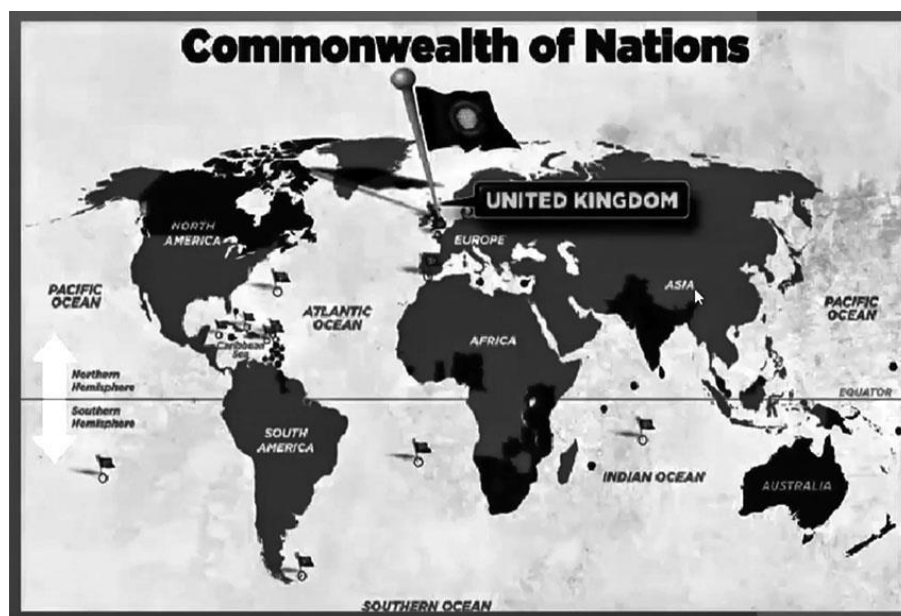 Commonwealth of Nations
UNITED KINGDOM
NORTH
AMERICA
EUROPE
ASIA
PACIFIC
OCEAN
ATLANTIC
OCEAN
PACIFIC
OCEAN
AFRICA
Caribbean
Sea
Northern
Hemisphere
EQUATOR
Southern
Hemisphere
SOUTH
AMERICA
INDIAN OCEAN
AUSTRALIA
SOUTHERN OCEAN